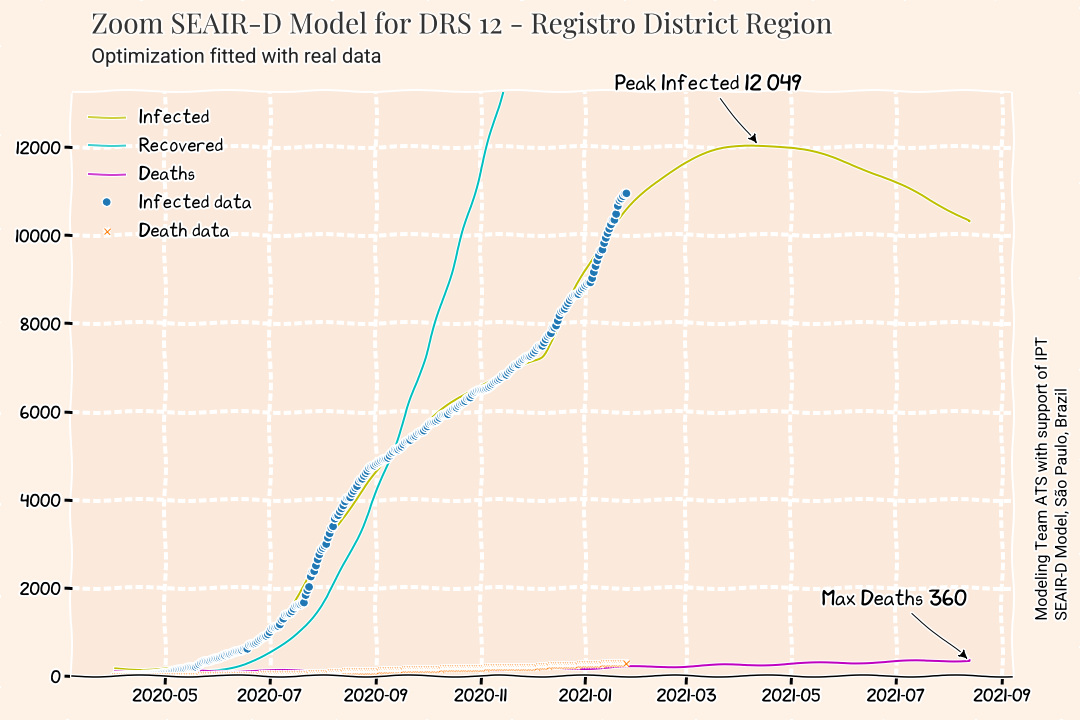 Zoom SEAIR-D Model for DRS 12 - Registro District Region
Optimization fitted with real data
Peak Infected 12 049
Infected
Recovered
Deaths
Infected data
Death data
12000
10000
8000
6000
4000
2000
0
Max Deaths 360
2020-05
2020-07
2020-09
2020-11
2021-01
2021-03
2021-05
2021-07
2021-09
Modeling Team ATS with support of IPT
SEAIR-D Model, São Paulo, Brazil